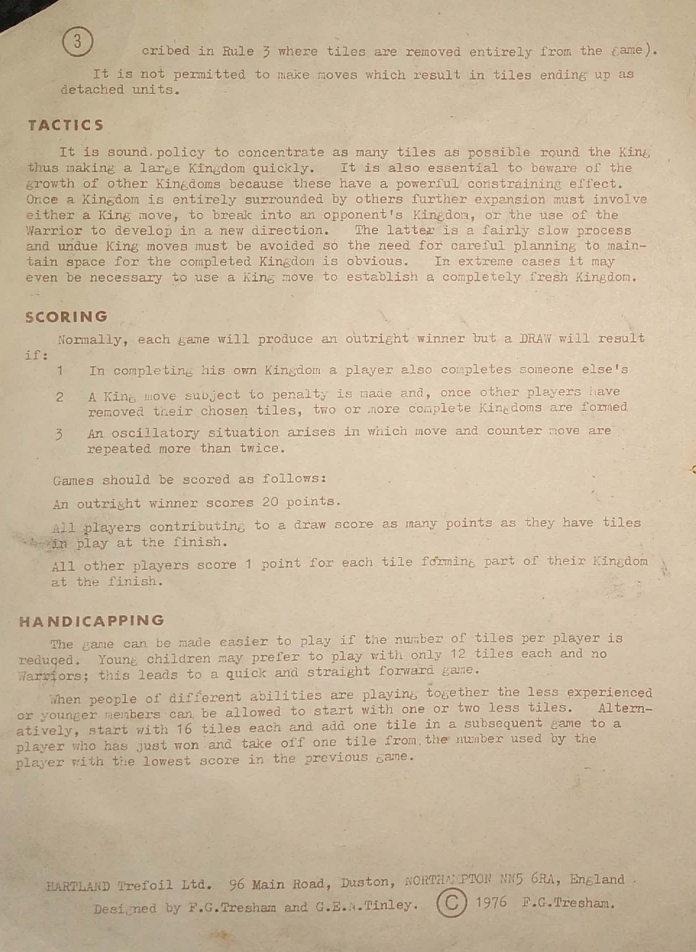 3
cribed in Rule 3 where tiles are removed entirely from the game).
It is not permitted to make moves which result in tiles ending up as
detached units.
TACTICS
It is sound policy to concentrate as many tiles as possible round the King
thus making a large Kingdom quickly. It is also essential to beware of the
growth of other Kingdoms because these have a powerful constraining effect.
Once a Kingdom is entirely surrounded by others further expansion must involve
either a King move, to break into an opponent's Kingdom, or the use of the
Warrior to develop in a new direction. The latter is a fairly slow process
and undue King moves must be avoided so the need for careful planning to main-
tain space for the completed Kingdom is obvious. In extreme cases it may
even be necessary to use a King move to establish a completely fresh Kingdom.
SCORING
Normally, each game will produce an outright winner but a DRAW will result
if:
1 In completing his own Kingdom a player also completes someone else's
2 A King move subject to penalty is made and, once other players have
removed their chosen tiles, two or more complete Kingdoms are formed
3 An oscillatory situation arises in which move and counter move are
repeated more than twice.
Games should be scored as follows:
An outright winner scores 20 points.
All players contributing to a draw score as many points as they have tiles
in play at the finish.
All other players score 1 point for each tile forming part of their Kingdom
at the finish.
HANDICAPPING
The game can be made easier to play if the number of tiles per player is
reduced. Young children may prefer to play with only 12 tiles each and no
Warriors; this leads to a quick and straight forward game.
When people of different abilities are playing together the less experienced
or younger members can be allowed to start with one or two less tiles. Altern-
atively, start with 16 tiles each and add one tile in a subsequent game to a
player who has just won and take off one tile from the number used by the
player with the lowest score in the previous game.
HARTLAND Trefoil Ltd. 96 Main Road, Duston, NORTHAMPTON NN5 6RA, England
Designed by F.G.Tresham and G.E. Tinley. © 1976 F.G.Tresham.